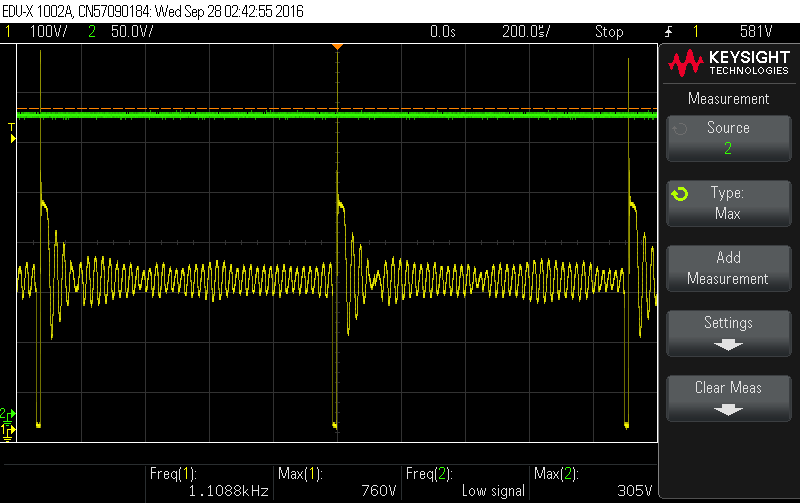 EDU-X 1002A, CN57090184: Wed Sep 28 02:42:55 2016
1 100V/ 2 50.0V/ 0.0s 200.0s/ Stop 1 581V
KEYSIGHT
TECHNOLOGIES
Measurement
Source
2
Type:
Max
Add
Measurement
Settings
Clear Meas
T
2
1
Freq(1): Max(1): Freq(2): Max(2):
1.1088kHz 760V Low signal 305V